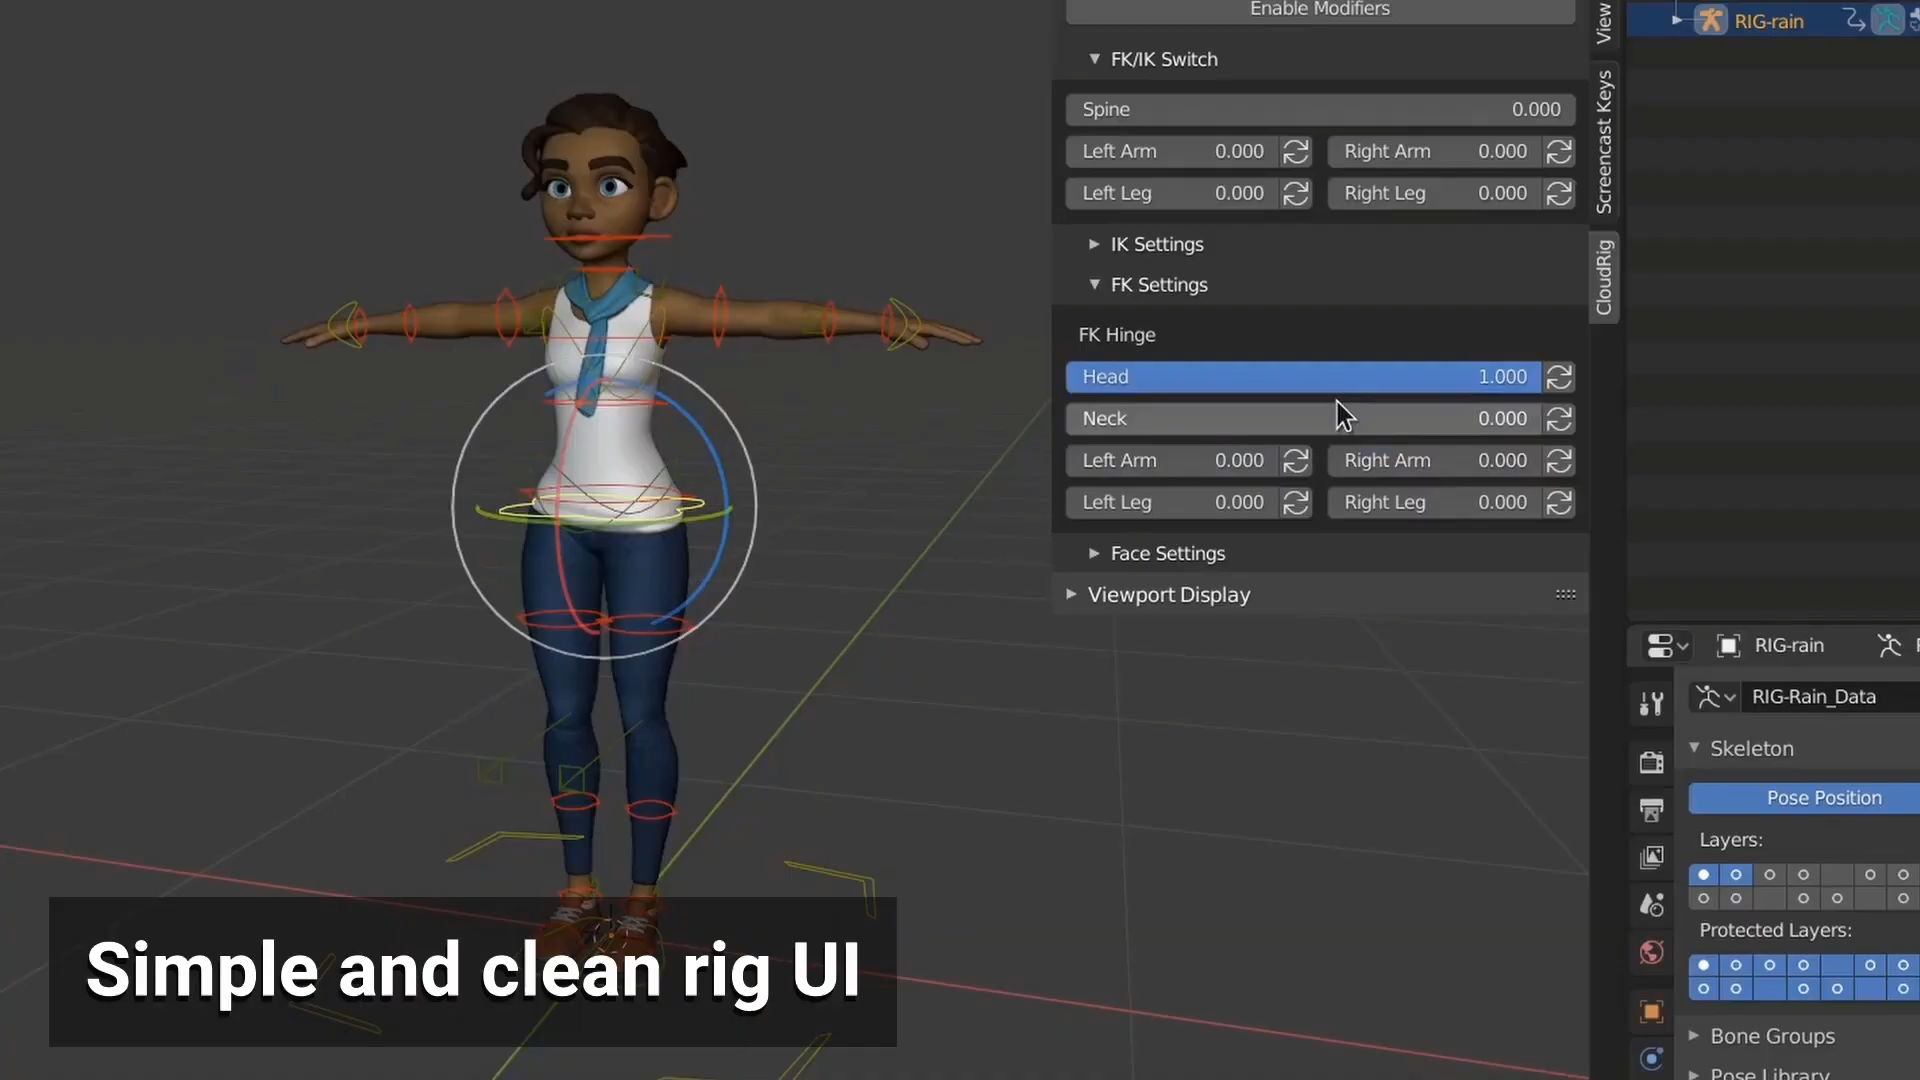 Enable Modifiers
FK/IK Switch
Spine 0.000
Left Arm 0.000 Right Arm 0.000
Left Leg 0.000 Right Leg 0.000
IK Settings
FK Settings
FK Hinge
Head 1.000
Neck 0.000
Left Arm 0.000 Right Arm 0.000
Left Leg 0.000 Right Leg 0.000
Face Settings
Viewport Display
View
Screencast Keys
CloudRig
RIG-rain
RIG-rain
RIG-Rain_Data
Skeleton
Pose Position
Layers:
Protected Layers:
Bone Groups
Pose Library
Simple and clean rig UI